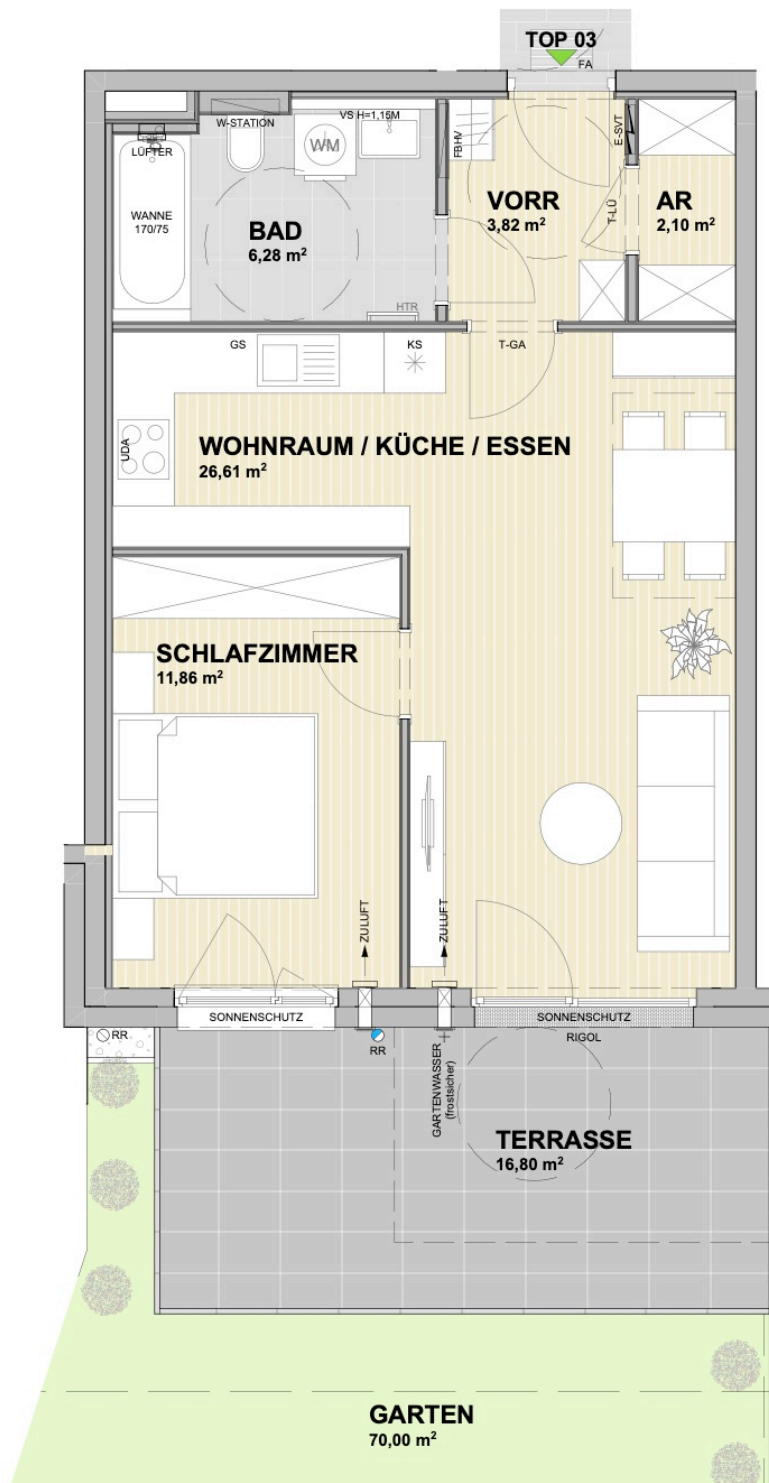 TOP 03
FA
W-STATION
VS H=1,15M
LÜFTER
WM
FBHV
E-SVT
T-LÜ
VORR
3,82 m²
AR
2,10 m²
WANNE
170/75
BAD
6,28 m²
HTR
GS
KS
T-GA
UDA
WOHNRAUM / KÜCHE / ESSEN
26,61 m²
SCHLAFZIMMER
11,86 m²
ZULUFT
ZULUFT
SONNENSCHUTZ
SONNENSCHUTZ
RR
RR
RIGOL
GARTENWASSER
(frostsicher)
TERRASSE
16,80 m²
GARTEN
70,00 m²